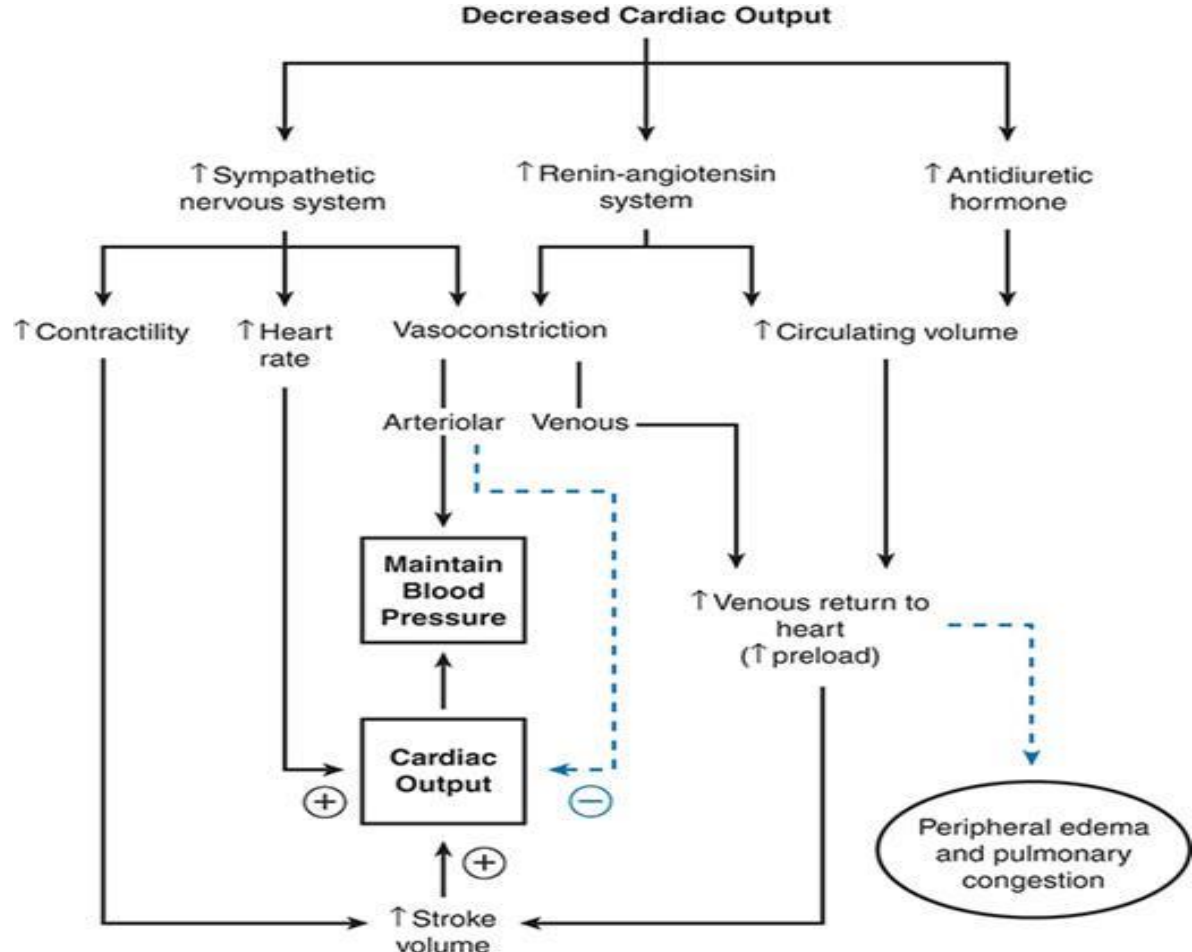 Decreased Cardiac Output
↑ Sympathetic
nervous system
↑ Renin-angiotensin
system
↑ Antidiuretic
hormone
↑ Contractility
↑ Heart
rate
Vasoconstriction
↑ Circulating volume
Arteriolar
Venous
Maintain
Blood
Pressure
↑ Venous return to
heart
(↑ preload)
Cardiac
Output
+
−
Peripheral edema
and pulmonary
congestion
+
↑ Stroke
volume